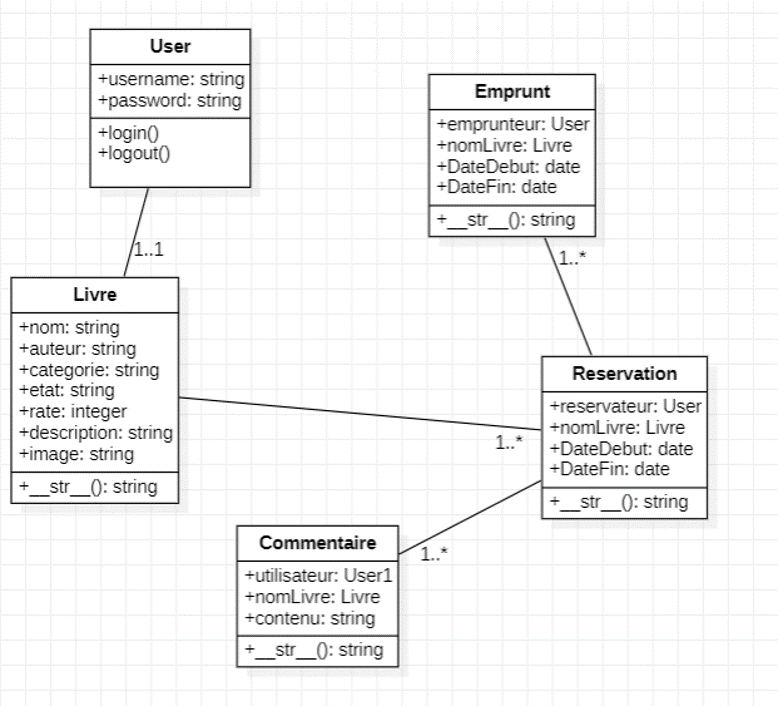 User
+username: string
+password: string
+login()
+logout()
1..1
Emprunt
+emprunteur: User
+nomLivre: Livre
+DateDebut: date
+DateFin: date
+__str__(): string
1..*
Livre
+nom: string
+auteur: string
+categorie: string
+etat: string
+rate: integer
+description: string
+image: string
+__str__(): string
1..*
Reservation
+reservateur: User
+nomLivre: Livre
+DateDebut: date
+DateFin: date
+__str__(): string
Commentaire
+utilisateur: User1
+nomLivre: Livre
+contenu: string
+__str__(): string
1..*